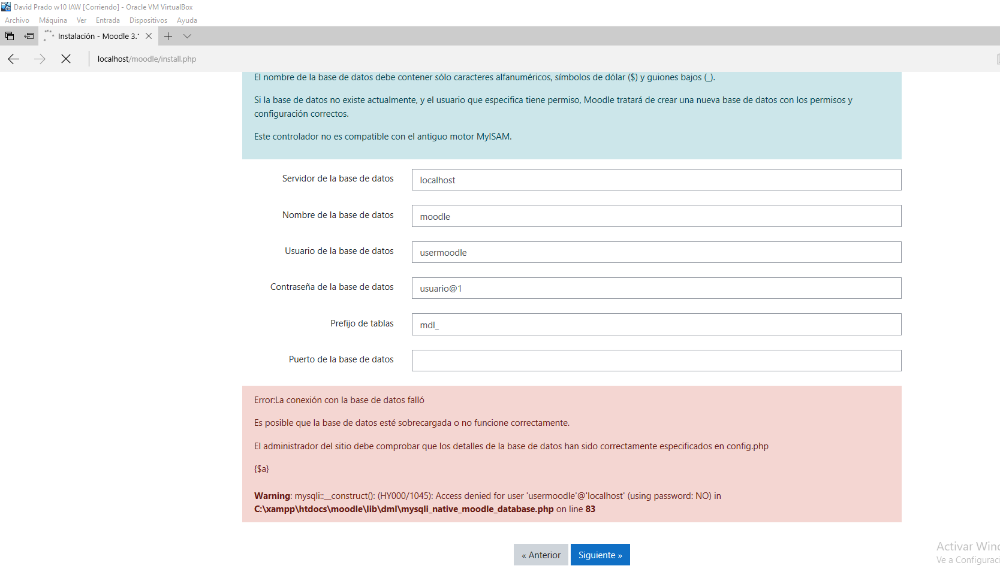 David Prado w10 IAW [Corriendo] - Oracle VM VirtualBox
Archivo Máquina Ver Entrada Dispositivos Ayuda
Instalación - Moodle 3.
localhost/moodle/install.php
El nombre de la base de datos debe contener sólo caracteres alfanuméricos, símbolos de dólar ($) y guiones bajos (_).
Si la base de datos no existe actualmente, y el usuario que especifica tiene permiso, Moodle tratará de crear una nueva base de datos con los permisos y
configuración correctos.
Este controlador no es compatible con el antiguo motor MyISAM.
Servidor de la base de datos localhost
Nombre de la base de datos moodle
Usuario de la base de datos usermoodle
Contraseña de la base de datos usuario@1
Prefijo de tablas mdl_
Puerto de la base de datos
Error:La conexión con la base de datos falló
Es posible que la base de datos esté sobrecargada o no funcione correctamente.
El administrador del sitio debe comprobar que los detalles de la base de datos han sido correctamente especificados en config.php
{$a}
Warning: mysqli::__construct(): (HY000/1045): Access denied for user 'usermoodle'@'localhost' (using password: NO) in
C:\xampp\htdocs\moodle\lib\dml\mysqli_native_moodle_database.php on line 83
« Anterior Siguiente »
Activar Wind
Ve a Configuraci